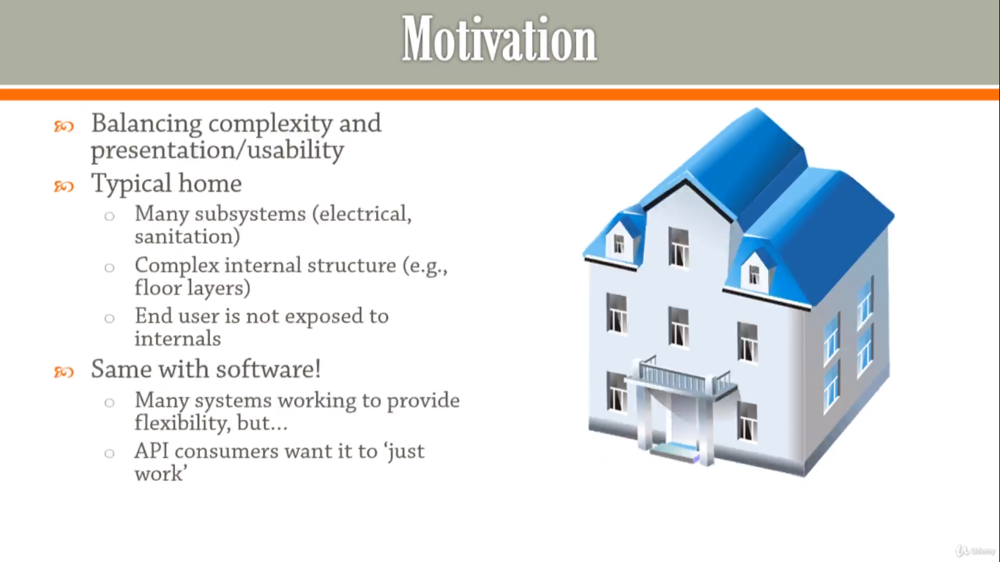 Motivation
Balancing complexity and
presentation/usability
Typical home
Many subsystems (electrical,
sanitation)
Complex internal structure (e.g.,
floor layers)
End user is not exposed to
internals
Same with software!
Many systems working to provide
flexibility, but…
API consumers want it to ‘just
work’
Udemy